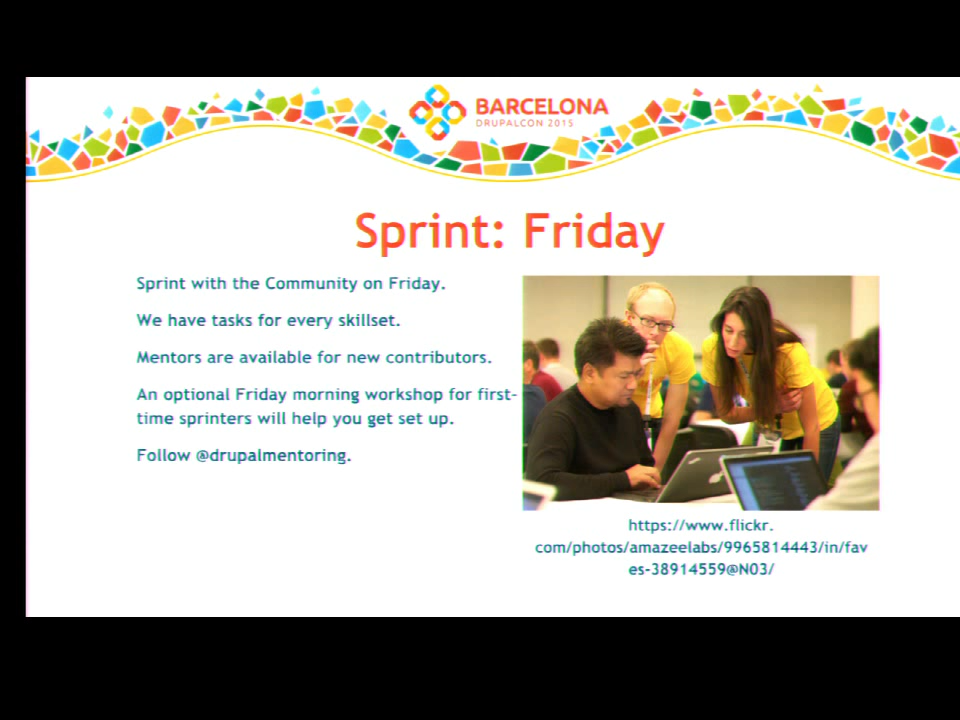 BARCELONA
DRUPALCON 2015
Sprint: Friday
Sprint with the Community on Friday.
We have tasks for every skillset.
Mentors are available for new contributors.
An optional Friday morning workshop for first-
time sprinters will help you get set up.
Follow @drupalmentoring.
https://www.flickr.
com/photos/amazeelabs/9965814443/in/fav
es-38914559@N03/